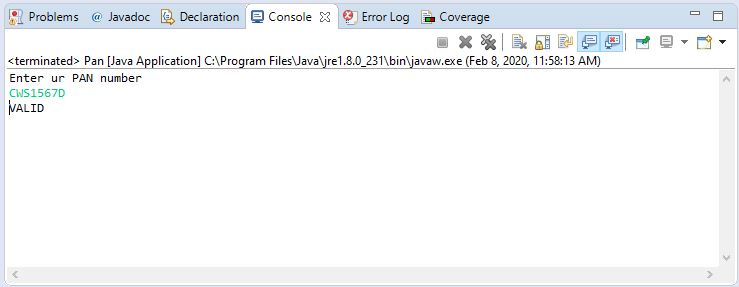 Problems @ Javadoc Declaration Console Error Log Coverage
<terminated> Pan [Java Application] C:\Program Files\Java\jre1.8.0_231\bin\javaw.exe (Feb 8, 2020, 11:58:13 AM)
Enter ur PAN number
CWS1567D
VALID